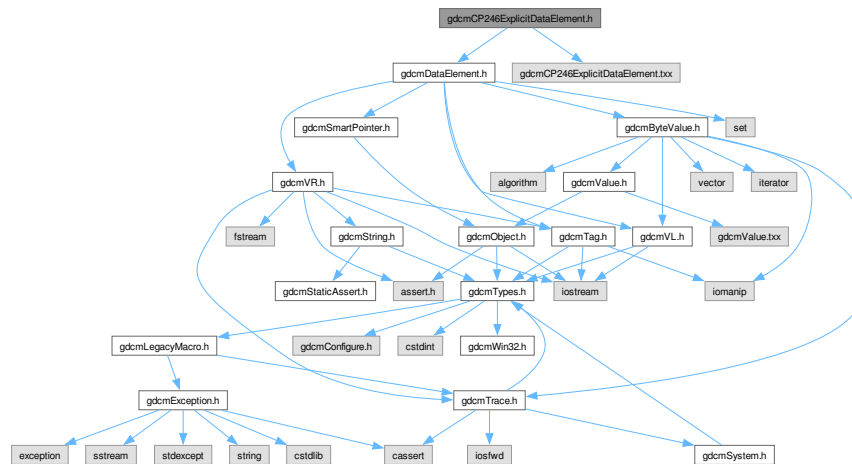 gdcmCP246ExplicitDataElement.h
gdcmDataElement.h
gdcmCP246ExplicitDataElement.txx
gdcmSmartPointer.h
gdcmByteValue.h
set
gdcmVR.h
algorithm
gdcmValue.h
vector
iterator
fstream
gdcmString.h
gdcmObject.h
gdcmTag.h
gdcmVL.h
gdcmValue.txx
gdcmStaticAssert.h
assert.h
gdcmTypes.h
iostream
iomanip
gdcmLegacyMacro.h
gdcmConfigure.h
cstdint
gdcmWin32.h
gdcmException.h
gdcmTrace.h
exception
sstream
stdexcept
string
cstdlib
cassert
iosfwd
gdcmSystem.h